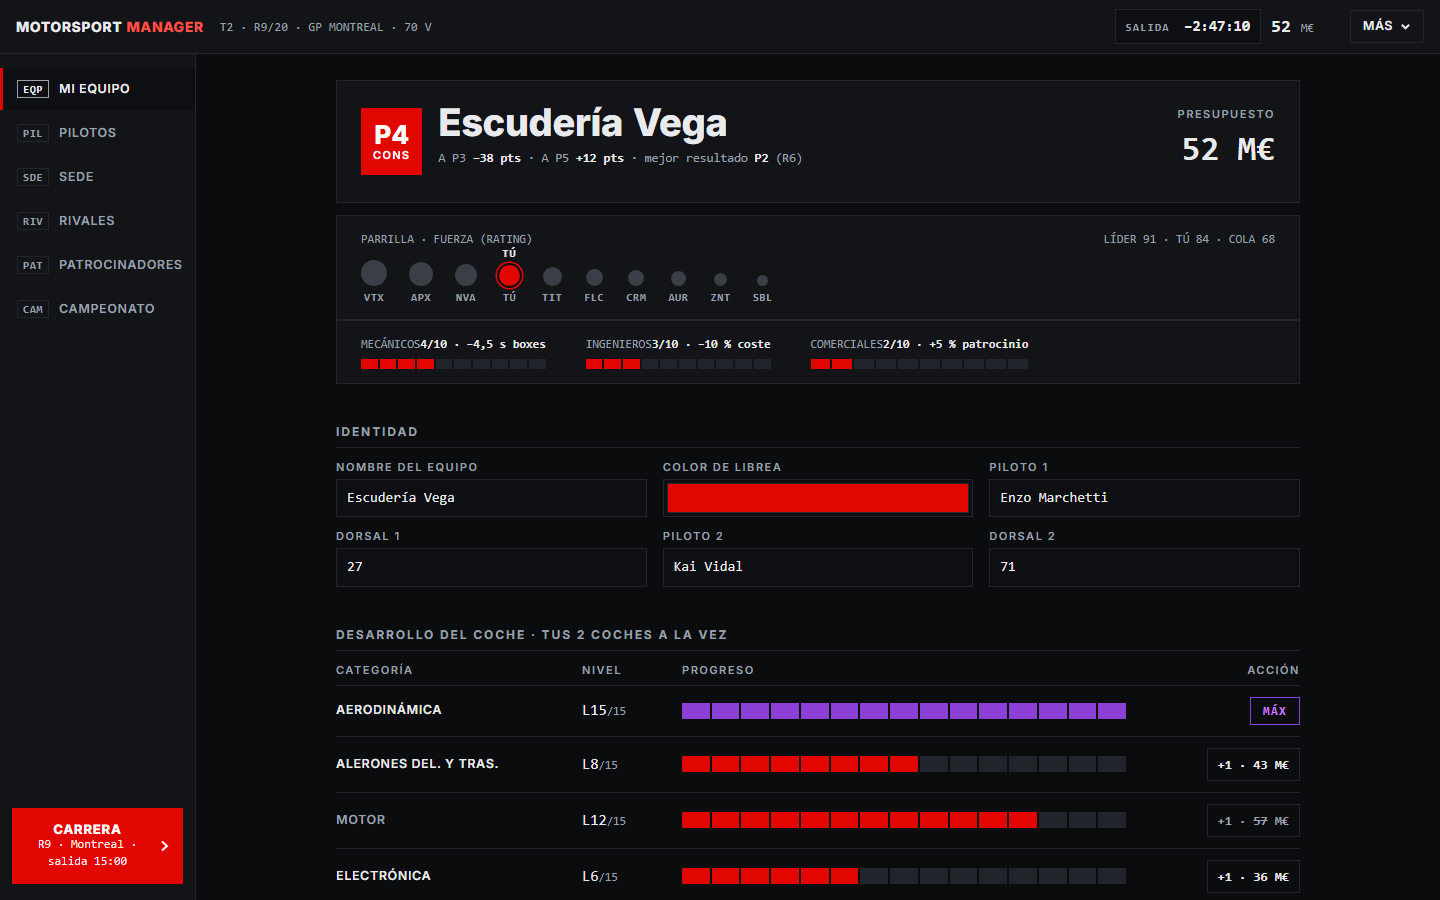 MOTORSPORT MANAGER
T2 · R9/20 · GP MONTREAL · 70 V
SALIDA −2:47:10
52 M€
MÁS
EQP MI EQUIPO
PIL PILOTOS
SDE SEDE
RIV RIVALES
PAT PATROCINADORES
CAM CAMPEONATO
CARRERA
R9 · Montreal ·
salida 15:00
P4
CONS
Escudería Vega
A P3 −38 pts · A P5 +12 pts · mejor resultado P2 (R6)
PRESUPUESTO
52 M€
PARRILLA · FUERZA (RATING)
LÍDER 91 · TÚ 84 · COLA 68
TÚ
VTX APX NVA TÚ TIT FLC CRM AUR ZNT SBL
MECÁNICOS4/10 · −4,5 s boxes
INGENIEROS3/10 · −10 % coste
COMERCIALES2/10 · +5 % patrocinio
IDENTIDAD
NOMBRE DEL EQUIPO
Escudería Vega
COLOR DE LIBREA
PILOTO 1
Enzo Marchetti
DORSAL 1
27
PILOTO 2
Kai Vidal
DORSAL 2
71
DESARROLLO DEL COCHE · TUS 2 COCHES A LA VEZ
CATEGORÍA NIVEL PROGRESO ACCIÓN
AERODINÁMICA L15/15 MÁX
ALERONES DEL. Y TRAS. L8/15 +1 · 43 M€
MOTOR L12/15 +1 · 57 M€
ELECTRÓNICA L6/15 +1 · 36 M€